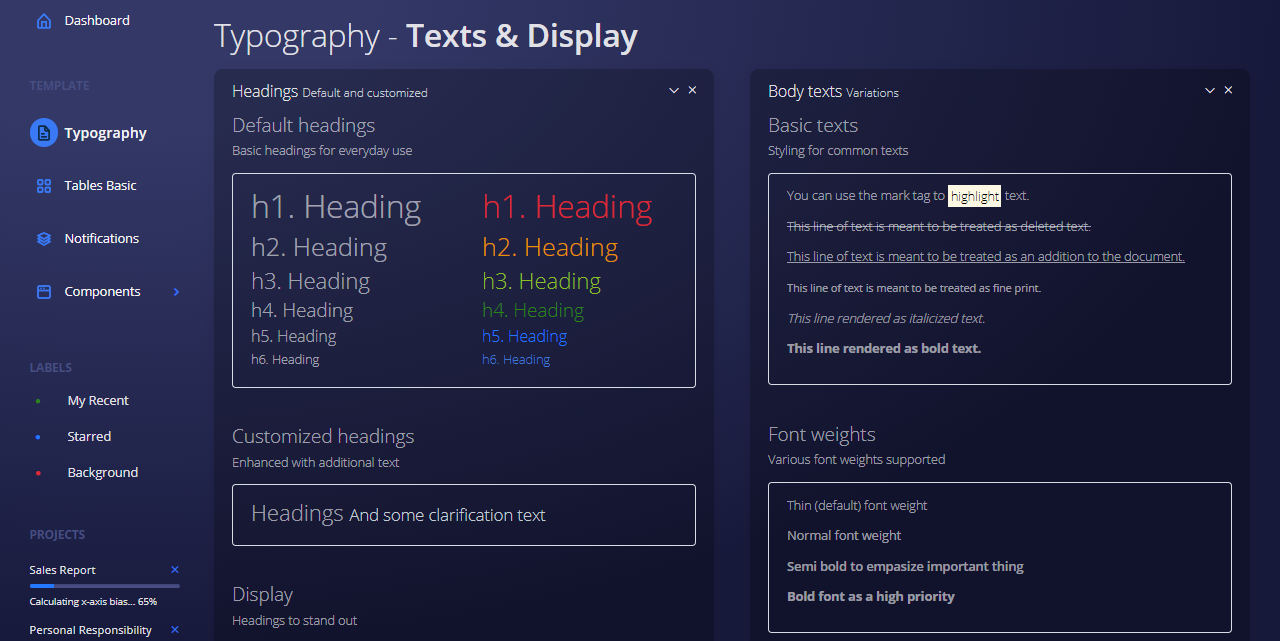 Dashboard
TEMPLATE
Typography
Tables Basic
Notifications
Components
LABELS
My Recent
Starred
Background
PROJECTS
Sales Report
Calculating x-axis bias... 65%
Personal Responsibility
Typography - Texts & Display
Headings Default and customized
Default headings
Basic headings for everyday use
h1. Heading
h2. Heading
h3. Heading
h4. Heading
h5. Heading
h6. Heading
h1. Heading
h2. Heading
h3. Heading
h4. Heading
h5. Heading
h6. Heading
Customized headings
Enhanced with additional text
Headings And some clarification text
Display
Headings to stand out
Body texts Variations
Basic texts
Styling for common texts
You can use the mark tag to highlight text.
This line of text is meant to be treated as deleted text.
This line of text is meant to be treated as an addition to the document.
This line of text is meant to be treated as fine print.
This line rendered as italicized text.
This line rendered as bold text.
Font weights
Various font weights supported
Thin (default) font weight
Normal font weight
Semi bold to empasize important thing
Bold font as a high priority